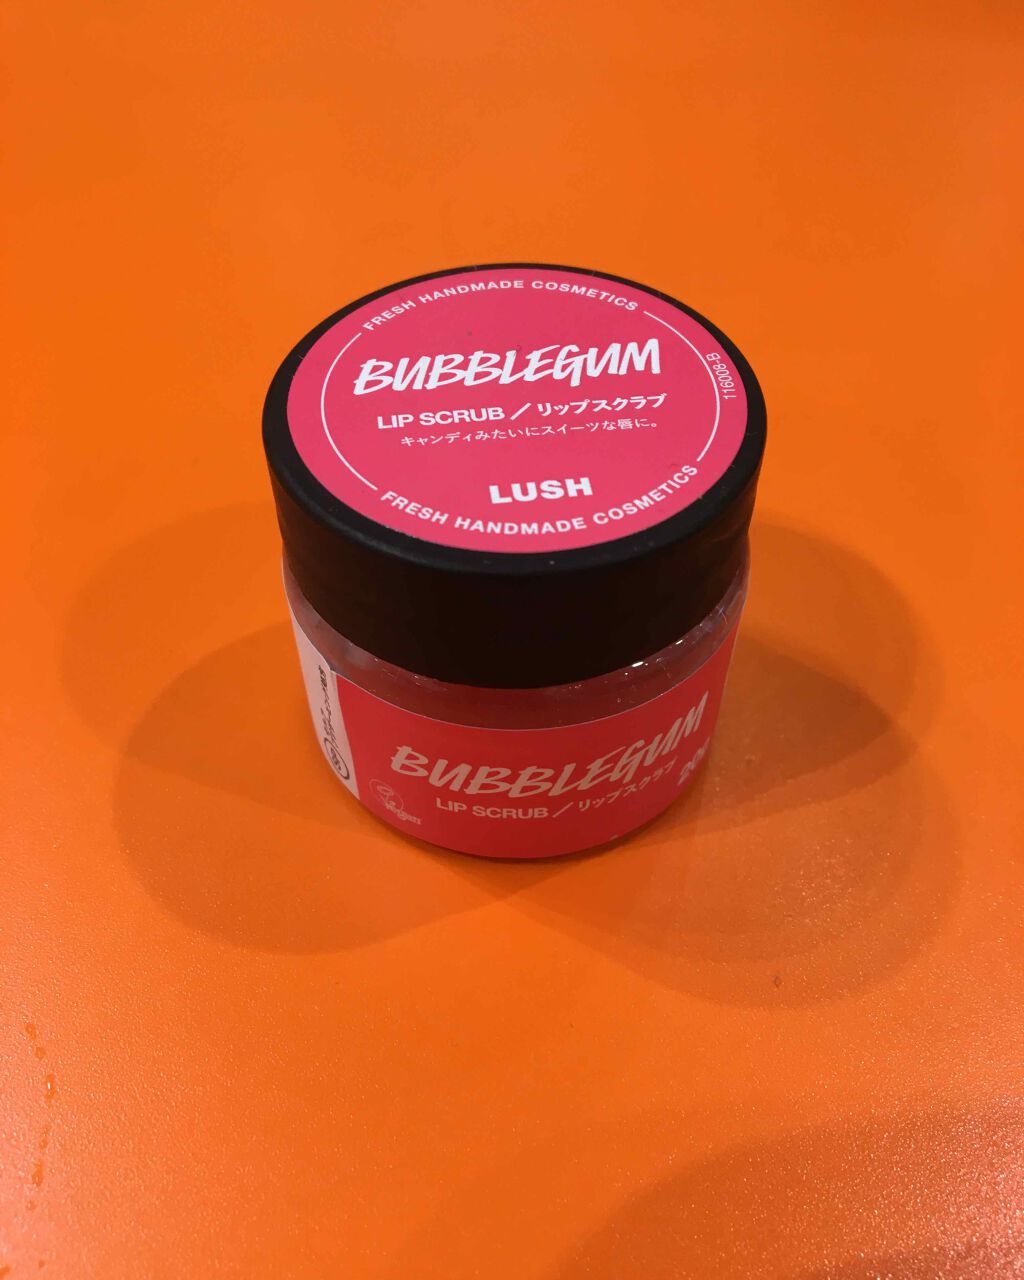 FRESH HANDMADE COSMETICS
BUBBLEGUM
LIP SCRUB／リップスクラブ
キャンディみたいにスイーツな唇に。
LUSH
FRESH HANDMADE COSMETICS
116008-B
BUBBLEGUM
LIP SCRUB／リップスクラブ
Vegan